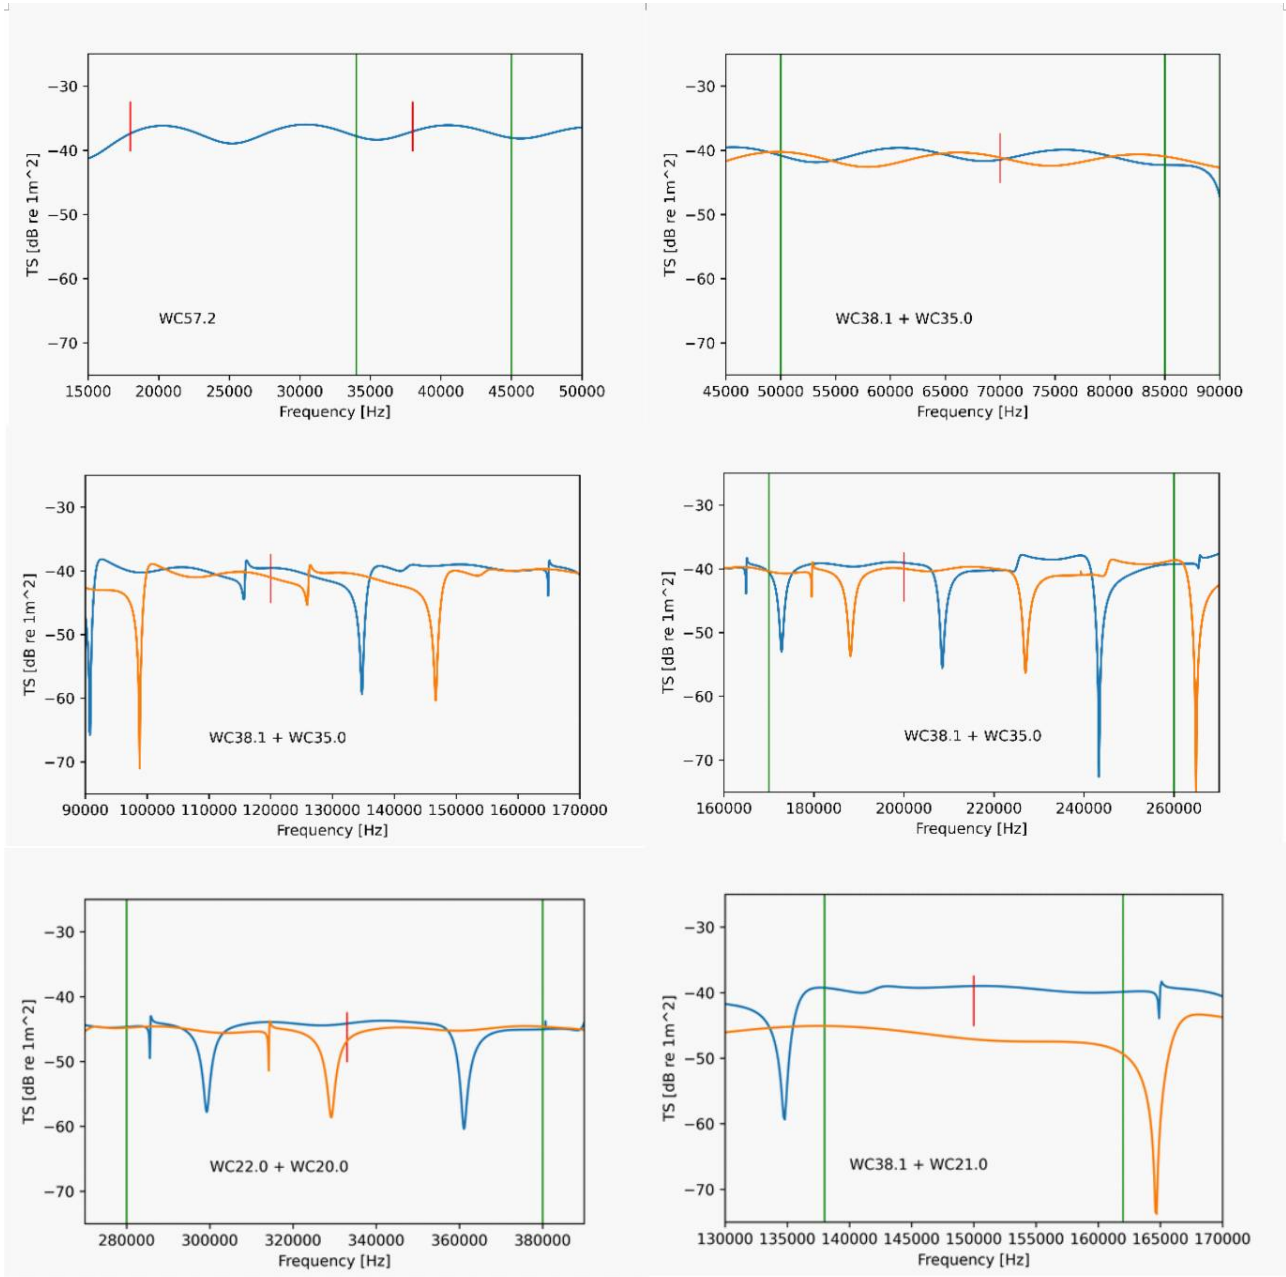 −30
−40
−50
−60
−70
TS [dB re 1m^2]
WC57.2
15000 20000 25000 30000 35000 40000 45000 50000
Frequency [Hz]
−30
−40
−50
−60
−70
TS [dB re 1m^2]
WC38.1 + WC35.0
45000 50000 55000 60000 65000 70000 75000 80000 85000 90000
Frequency [Hz]
−30
−40
−50
−60
−70
TS [dB re 1m^2]
WC38.1 + WC35.0
90000 100000 110000 120000 130000 140000 150000 160000 170000
Frequency [Hz]
−30
−40
−50
−60
−70
TS [dB re 1m^2]
WC38.1 + WC35.0
160000 180000 200000 220000 240000 260000
Frequency [Hz]
−30
−40
−50
−60
−70
TS [dB re 1m^2]
WC22.0 + WC20.0
280000 300000 320000 340000 360000 380000
Frequency [Hz]
−30
−40
−50
−60
−70
TS [dB re 1m^2]
WC38.1 + WC21.0
130000 135000 140000 145000 150000 155000 160000 165000 170000
Frequency [Hz]